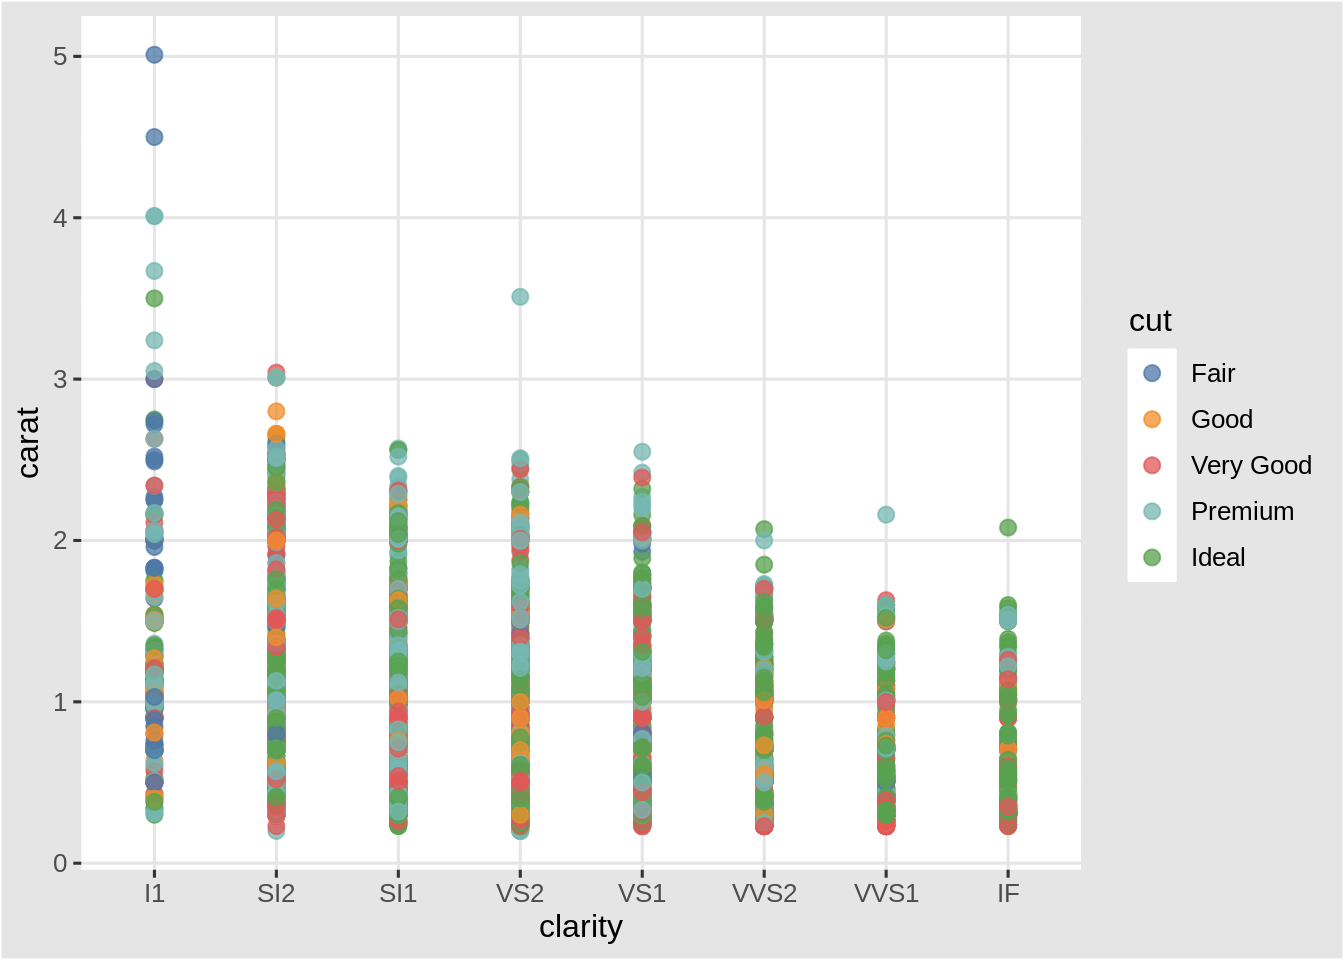 5
4
3
2
1
0
carat
I1 SI2 SI1 VS2 VS1 VVS2 VVS1 IF
clarity
cut
Fair
Good
Very Good
Premium
Ideal